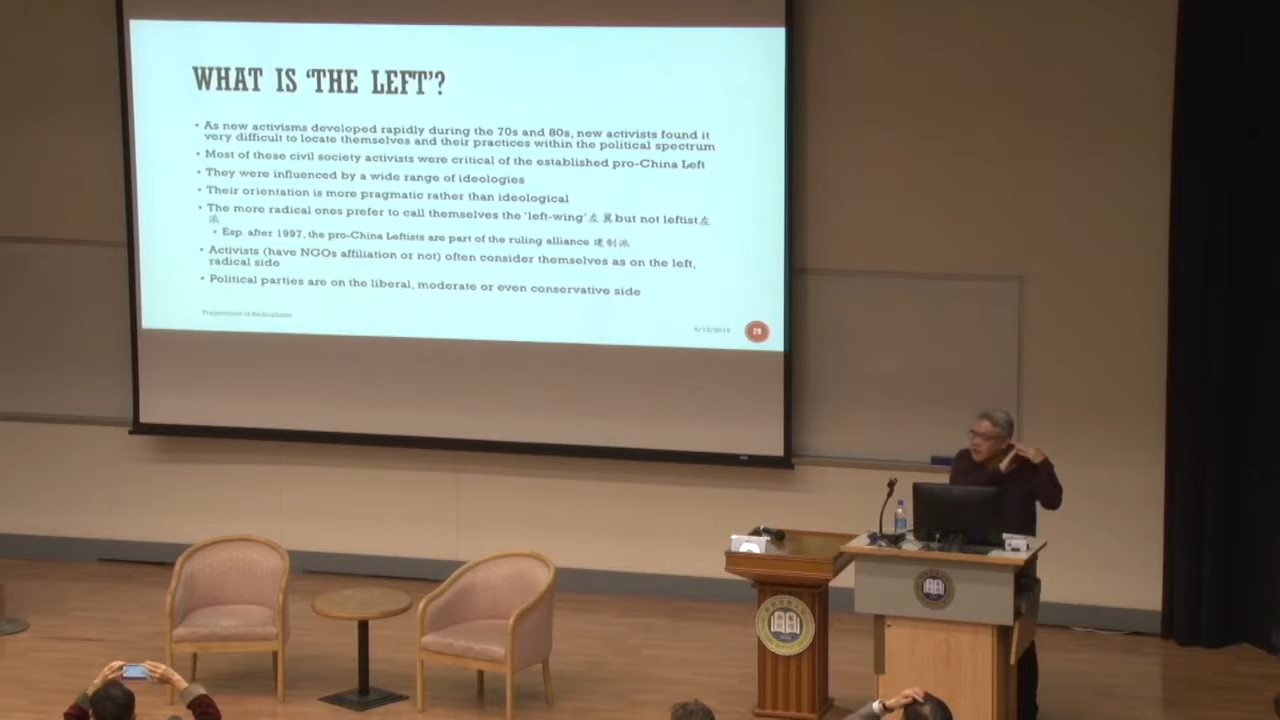 WHAT IS ‘THE LEFT’?
• As new activisms developed rapidly during the 70s and 80s, new activists found it
very difficult to locate themselves and their practices within the political spectrum
• Most of these civil society activists were critical of the established pro-China Left
• They were influenced by a wide range of ideologies
• Their orientation is more pragmatic rather than ideological
• The more radical ones prefer to call themselves the ‘left-wing’ 左翼 but not leftist 左
派
• Esp. after 1997, the pro-China Leftists are part of the ruling alliance 建制派
• Activists (have NGOs affiliation or not) often consider themselves as on the left,
radical side
• Political parties are on the liberal, moderate or even conservative side
Trajectories of Radicalisms
29